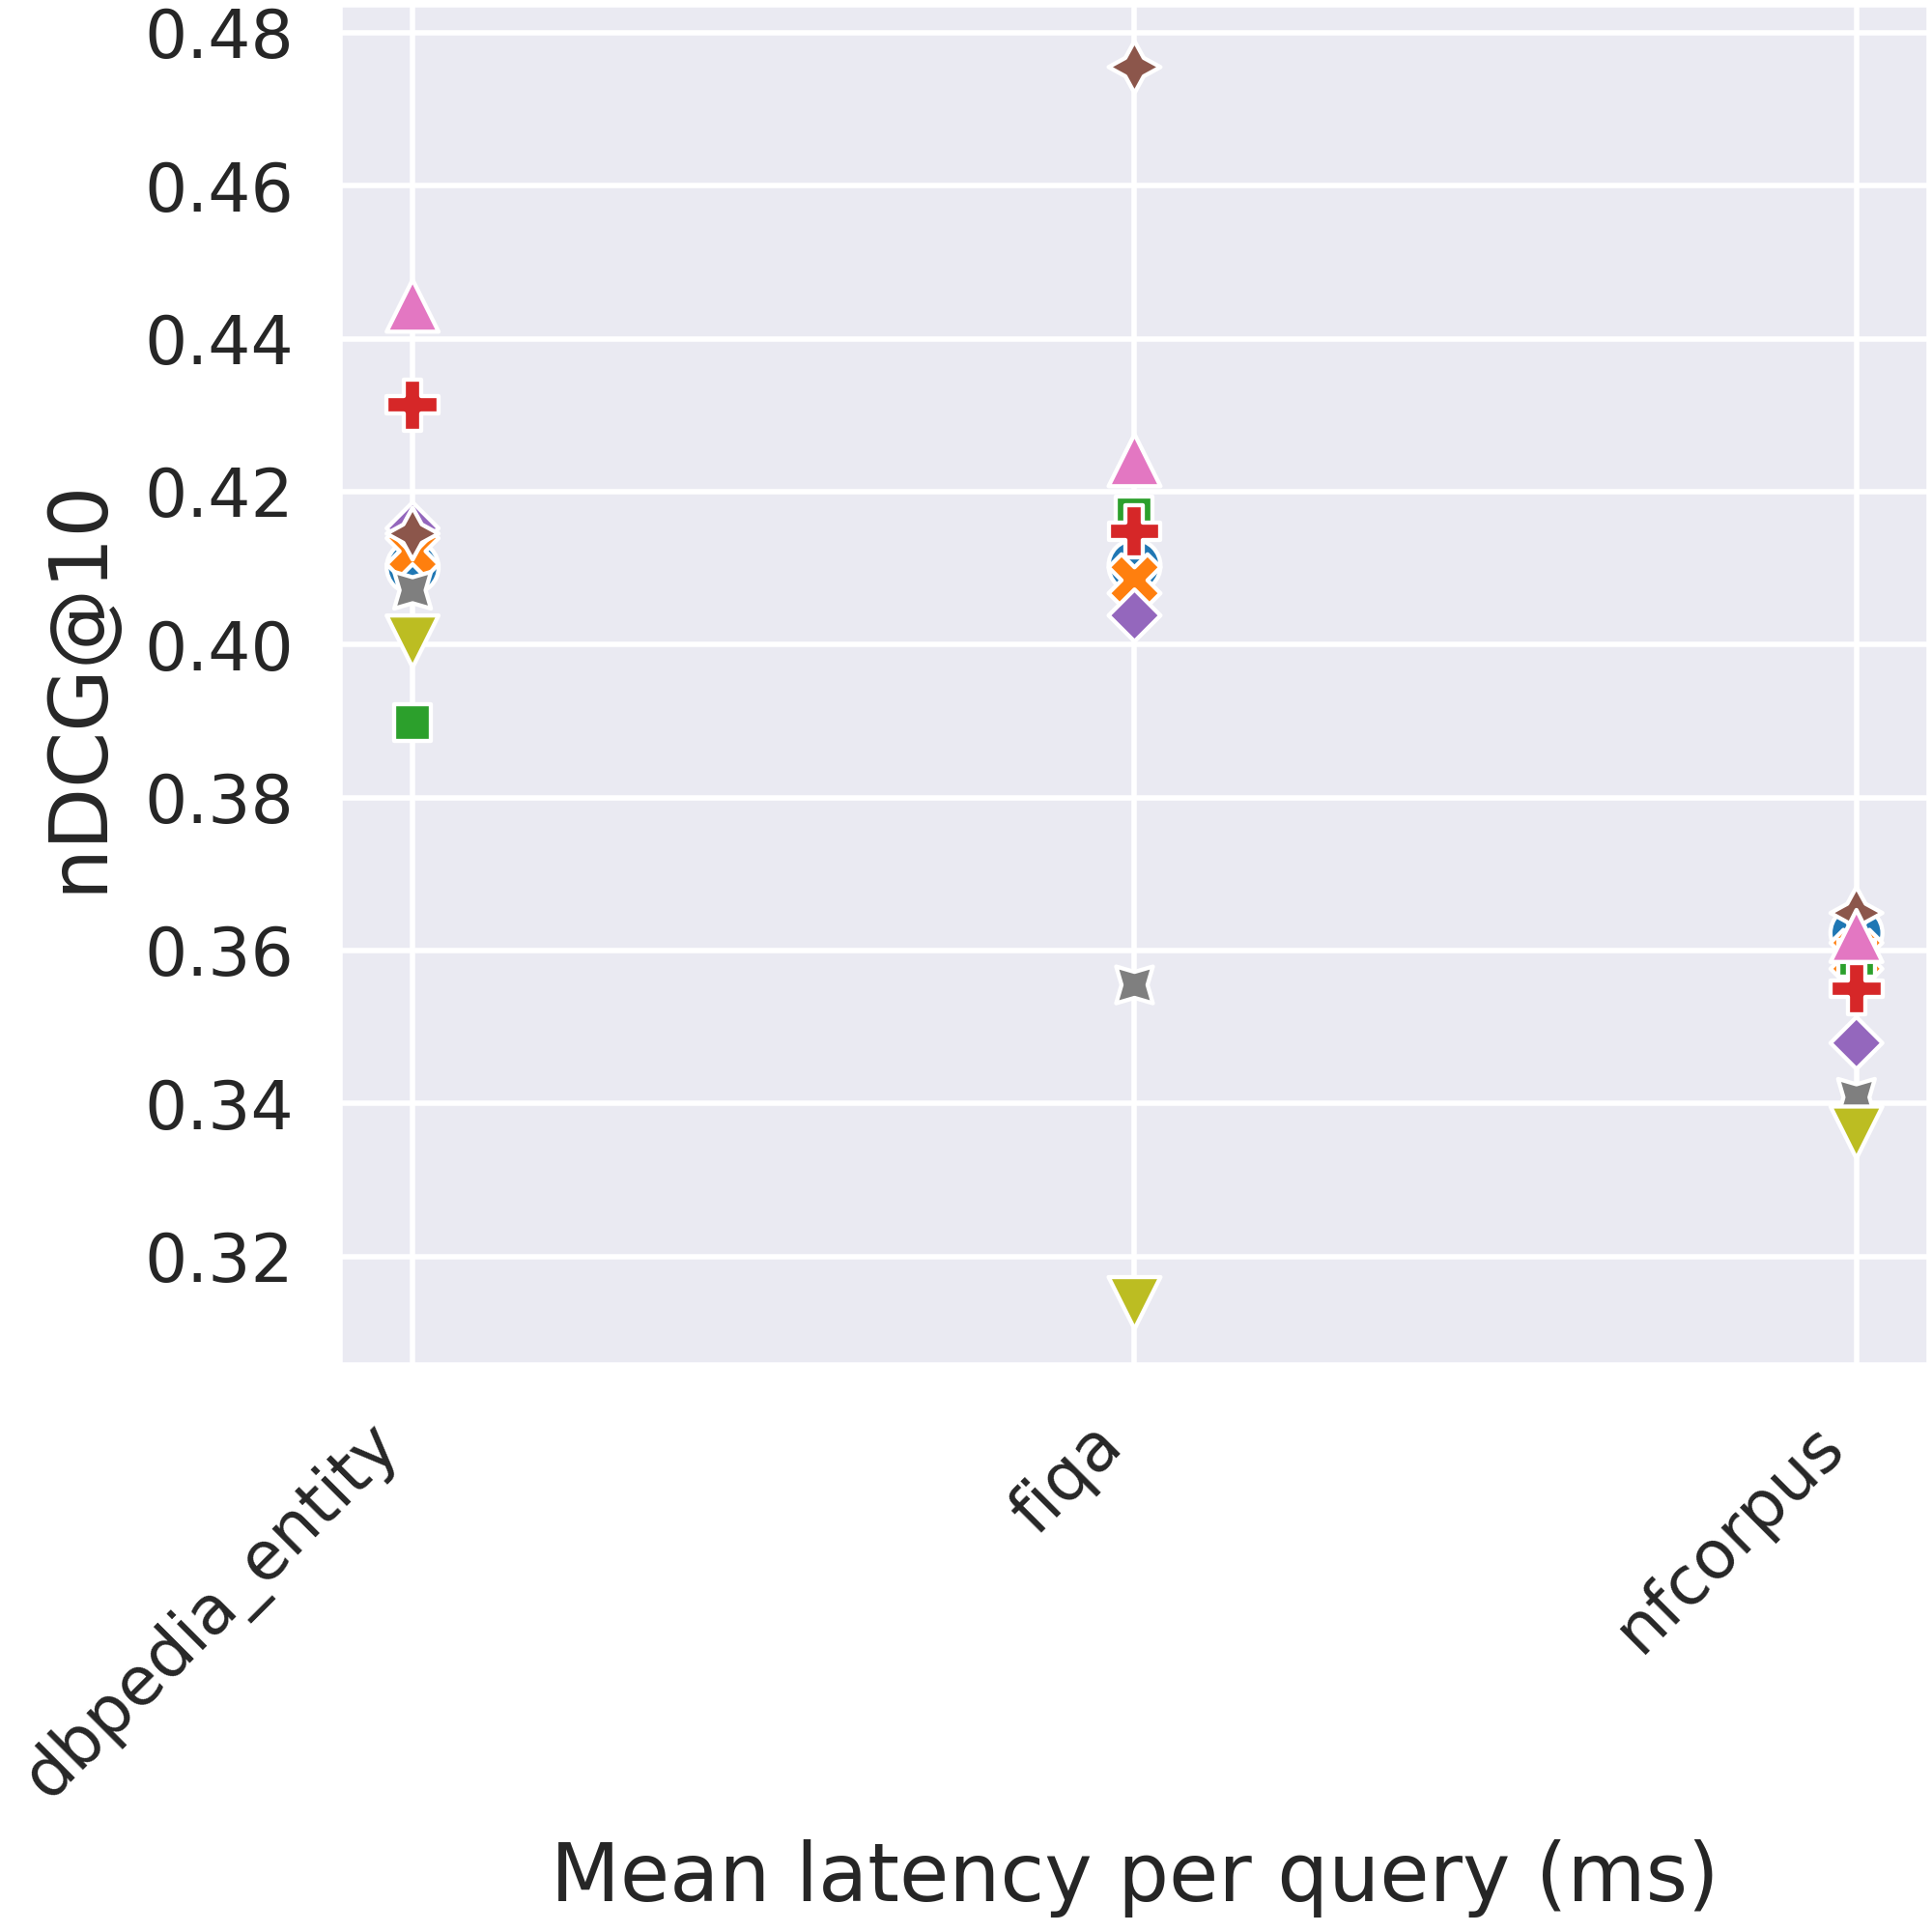 nDCG@10
0.48
0.46
0.44
0.42
0.40
0.38
0.36
0.34
0.32
dbpedia_entity
fiqa
nfcorpus
Mean latency per query (ms)